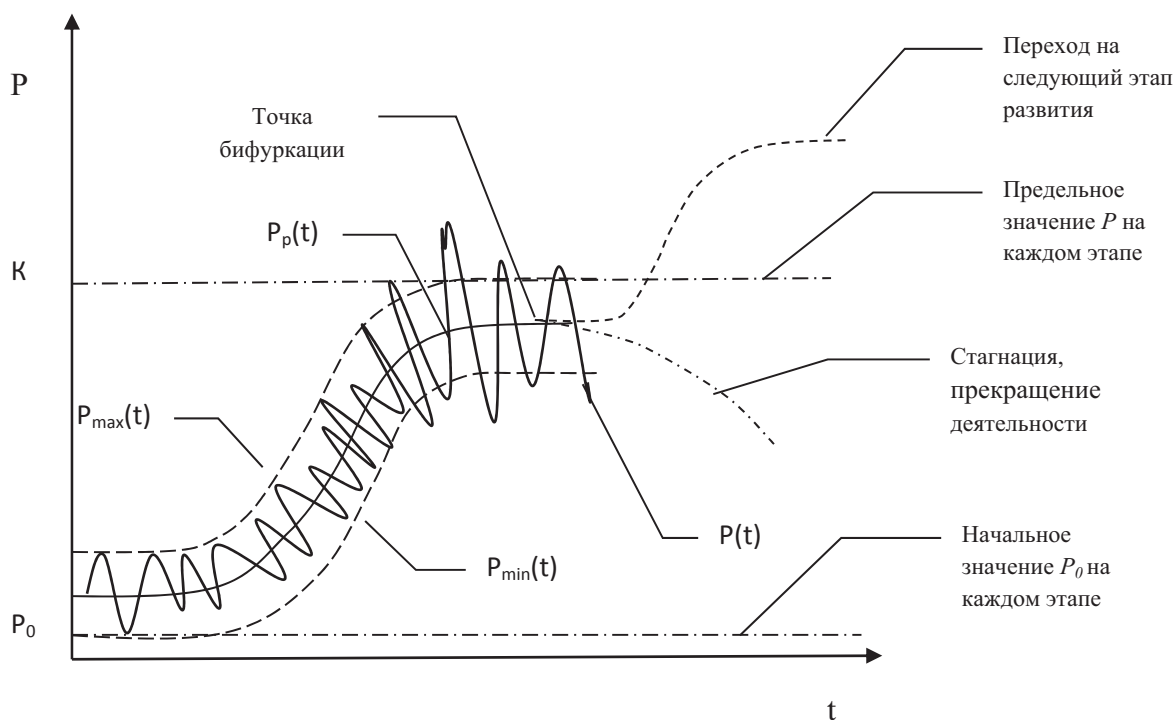 P
Точка
бифуркации
Переход на
следующий этап
развития
Предельное
значение P на
каждом этапе
Pp(t)
К
Стагнация,
прекращение
деятельности
Pmax(t)
P(t)
Pmin(t)
Начальное
значение P0 на
каждом этапе
P0
t